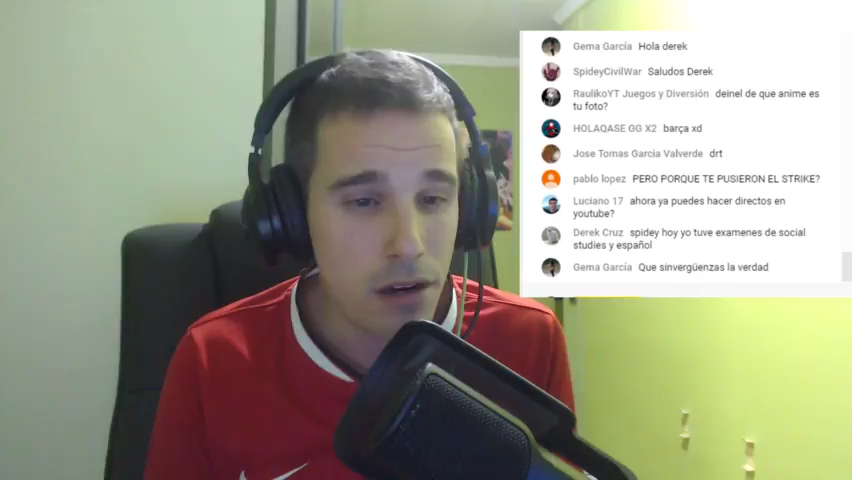 Gema García Hola derek
SpideyCivilWar Saludos Derek
RaulikoYT Juegos y Diversión deinel de que anime es
tu foto?
HOLAQASE GG X2 barça xd
Jose Tomas Garcia Valverde drt
pablo lopez PERO PORQUE TE PUSIERON EL STRIKE?
Luciano 17 ahora ya puedes hacer directos en
youtube?
Derek Cruz spidey hoy yo tuve examenes de social
studies y español
Gema García Que sinvergüenzas la verdad